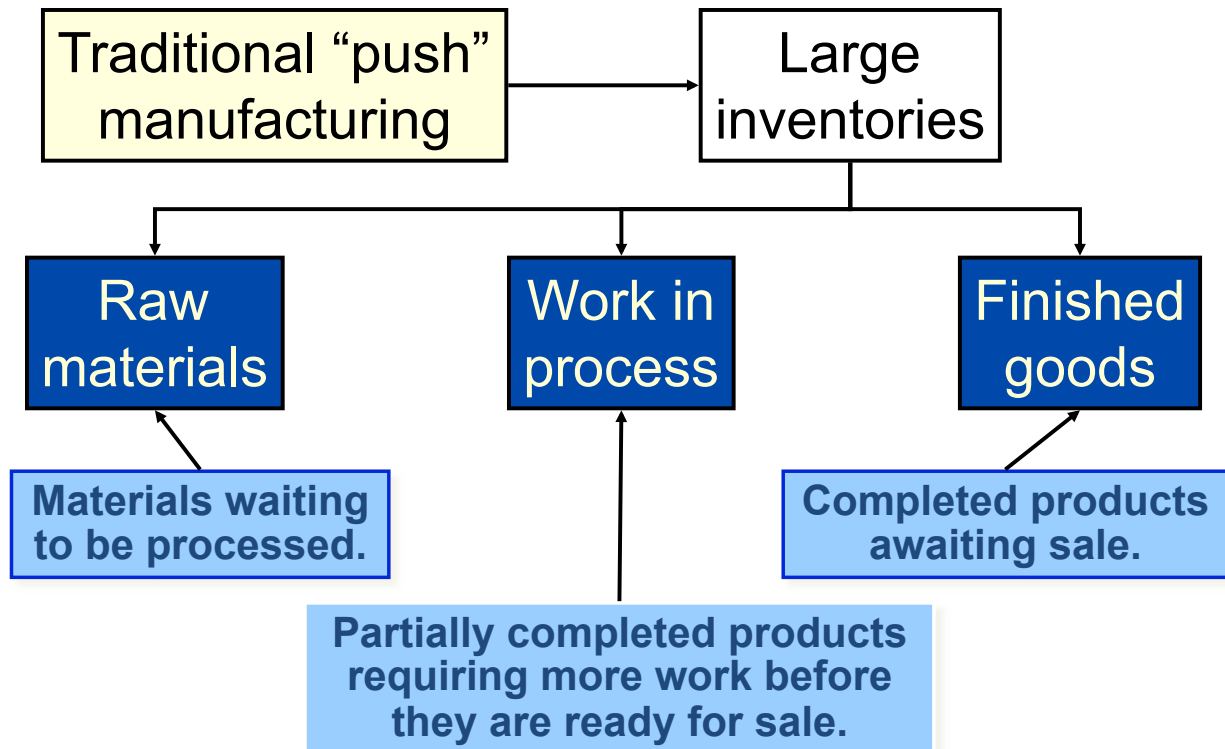 Traditional “push”
manufacturing
Large
inventories
Raw
materials
Work in
process
Finished
goods
Materials waiting
to be processed.
Completed products
awaiting sale.
Partially completed products
requiring more work before
they are ready for sale.